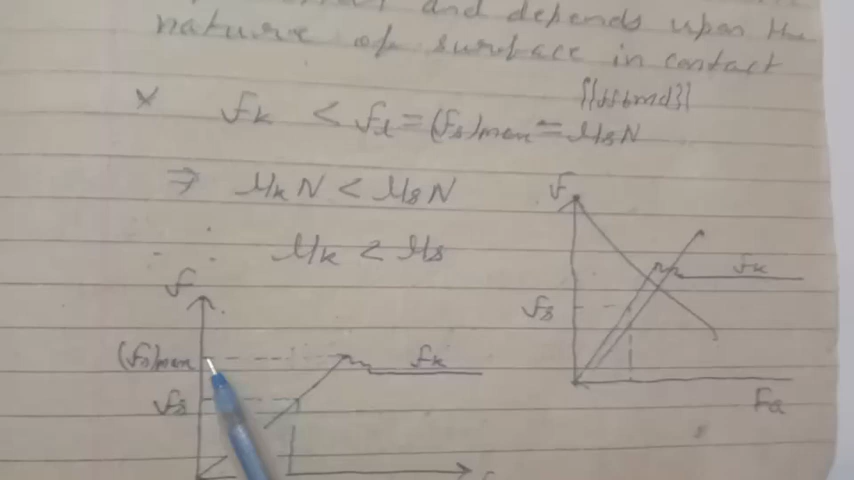 and depends upon the
nature of surface in contact
× fk < fl = (fs)max = μsN
⇒ μkN < μsN
∴ μk < μs
f
fs
fk
Fa
f
(fs)max
fs
fk